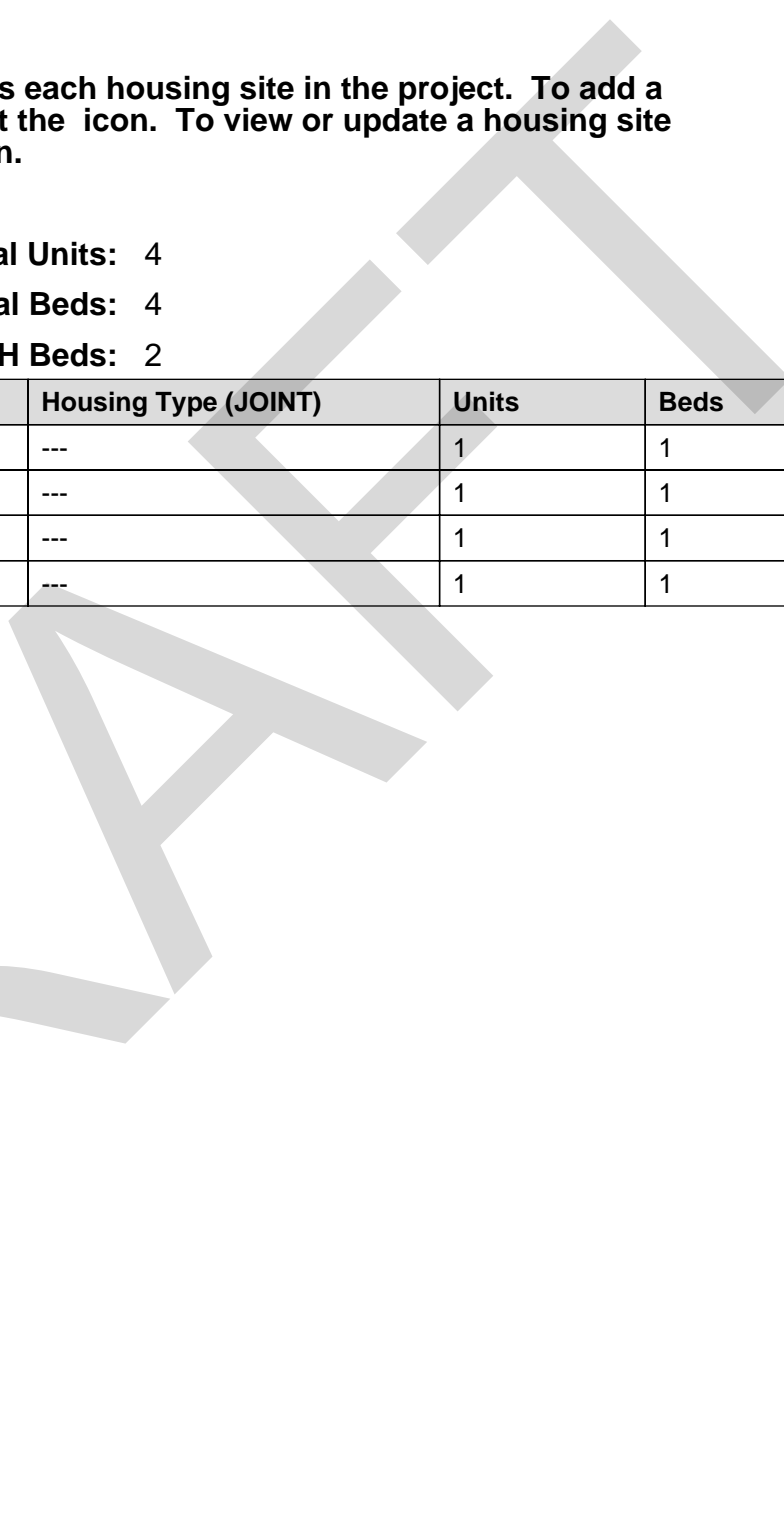 s each housing site in the project. To add a
t the icon. To view or update a housing site
n.
al Units: 4
al Beds: 4
H Beds: 2
Housing Type (JOINT) Units Beds
--- 1 1
--- 1 1
--- 1 1
--- 1 1
RAFT